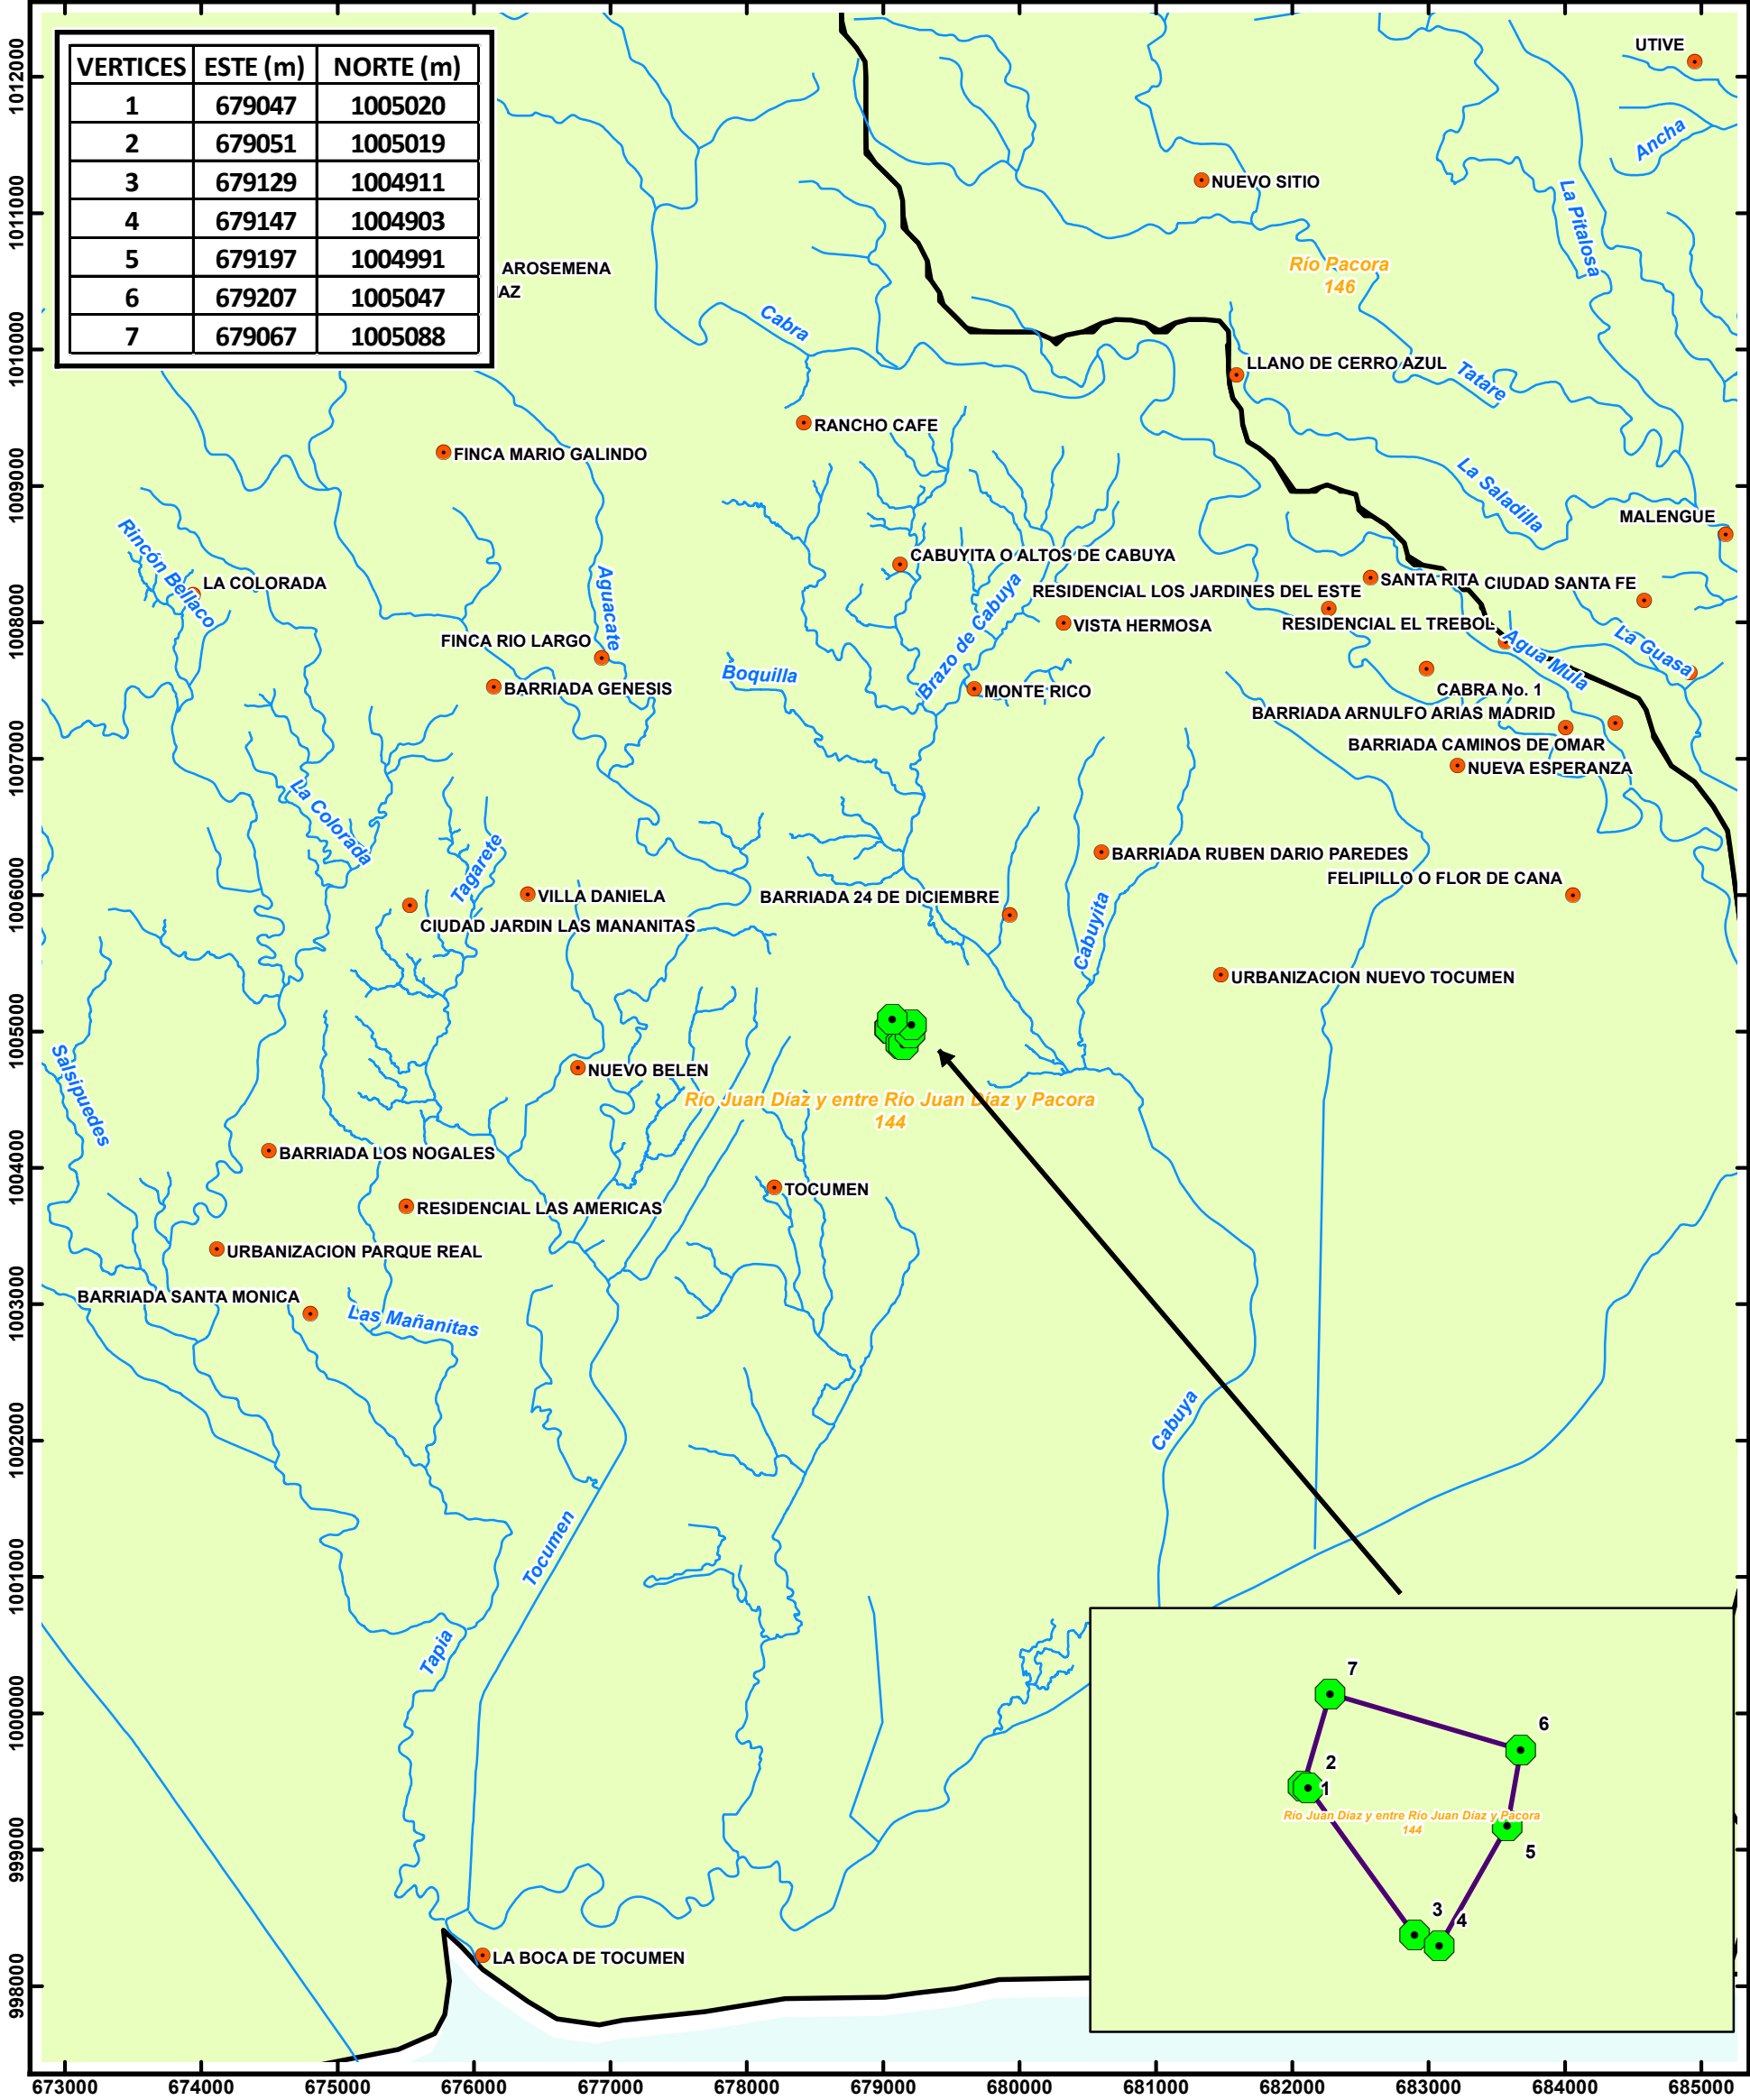 VERTICES ESTE (m) NORTE (m)
1 679047 1005020
2 679051 1005019
3 679129 1004911
4 679147 1004903
5 679197 1004991
6 679207 1005047
7 679067 1005088
UTIVE
Ancha
NUEVO SITIO
La Pitalosa
AROSEMENA
IAZ
Río Pacora
146
Cabra
LLANO DE CERRO AZUL
Tatare
RANCHO CAFE
FINCA MARIO GALINDO
La Saladilla
MALENGUE
Rincón Bellaco
LA COLORADA
Aguacate
CABUYITA O ALTOS DE CABUYA
RESIDENCIAL LOS JARDINES DEL ESTE
SANTA RITA
CIUDAD SANTA FE
Brazo de Cabuya
VISTA HERMOSA
RESIDENCIAL EL TREBOL
Agua Mula
La Guasa
FINCA RIO LARGO
BARRIADA GENESIS
Boquilla
MONTE RICO
CABRA No. 1
BARRIADA ARNULFO ARIAS MADRID
BARRIADA CAMINOS DE OMAR
NUEVA ESPERANZA
La Colorada
Tagarete
VILLA DANIELA
CIUDAD JARDIN LAS MANANITAS
BARRIADA 24 DE DICIEMBRE
BARRIADA RUBEN DARIO PAREDES
FELIPILLO O FLOR DE CANA
Cabuyita
URBANIZACION NUEVO TOCUMEN
Salsipuedes
NUEVO BELEN
Río Juan Díaz y entre Río Juan Díaz y Pacora
144
BARRIADA LOS NOGALES
TOCUMEN
RESIDENCIAL LAS AMERICAS
URBANIZACION PARQUE REAL
BARRIADA SANTA MONICA
Las Mañanitas
Cabuya
Tocumen
Tapia
LA BOCA DE TOCUMEN
7
6
2
1
Río Juan Díaz y entre Río Juan Díaz y Pacora
144
5
3
4
1012000
1011000
1010000
1009000
1008000
1007000
1006000
1005000
1004000
1003000
1002000
1001000
1000000
999000
998000
673000 674000 675000 676000 677000 678000 679000 680000 681000 682000 683000 684000 685000